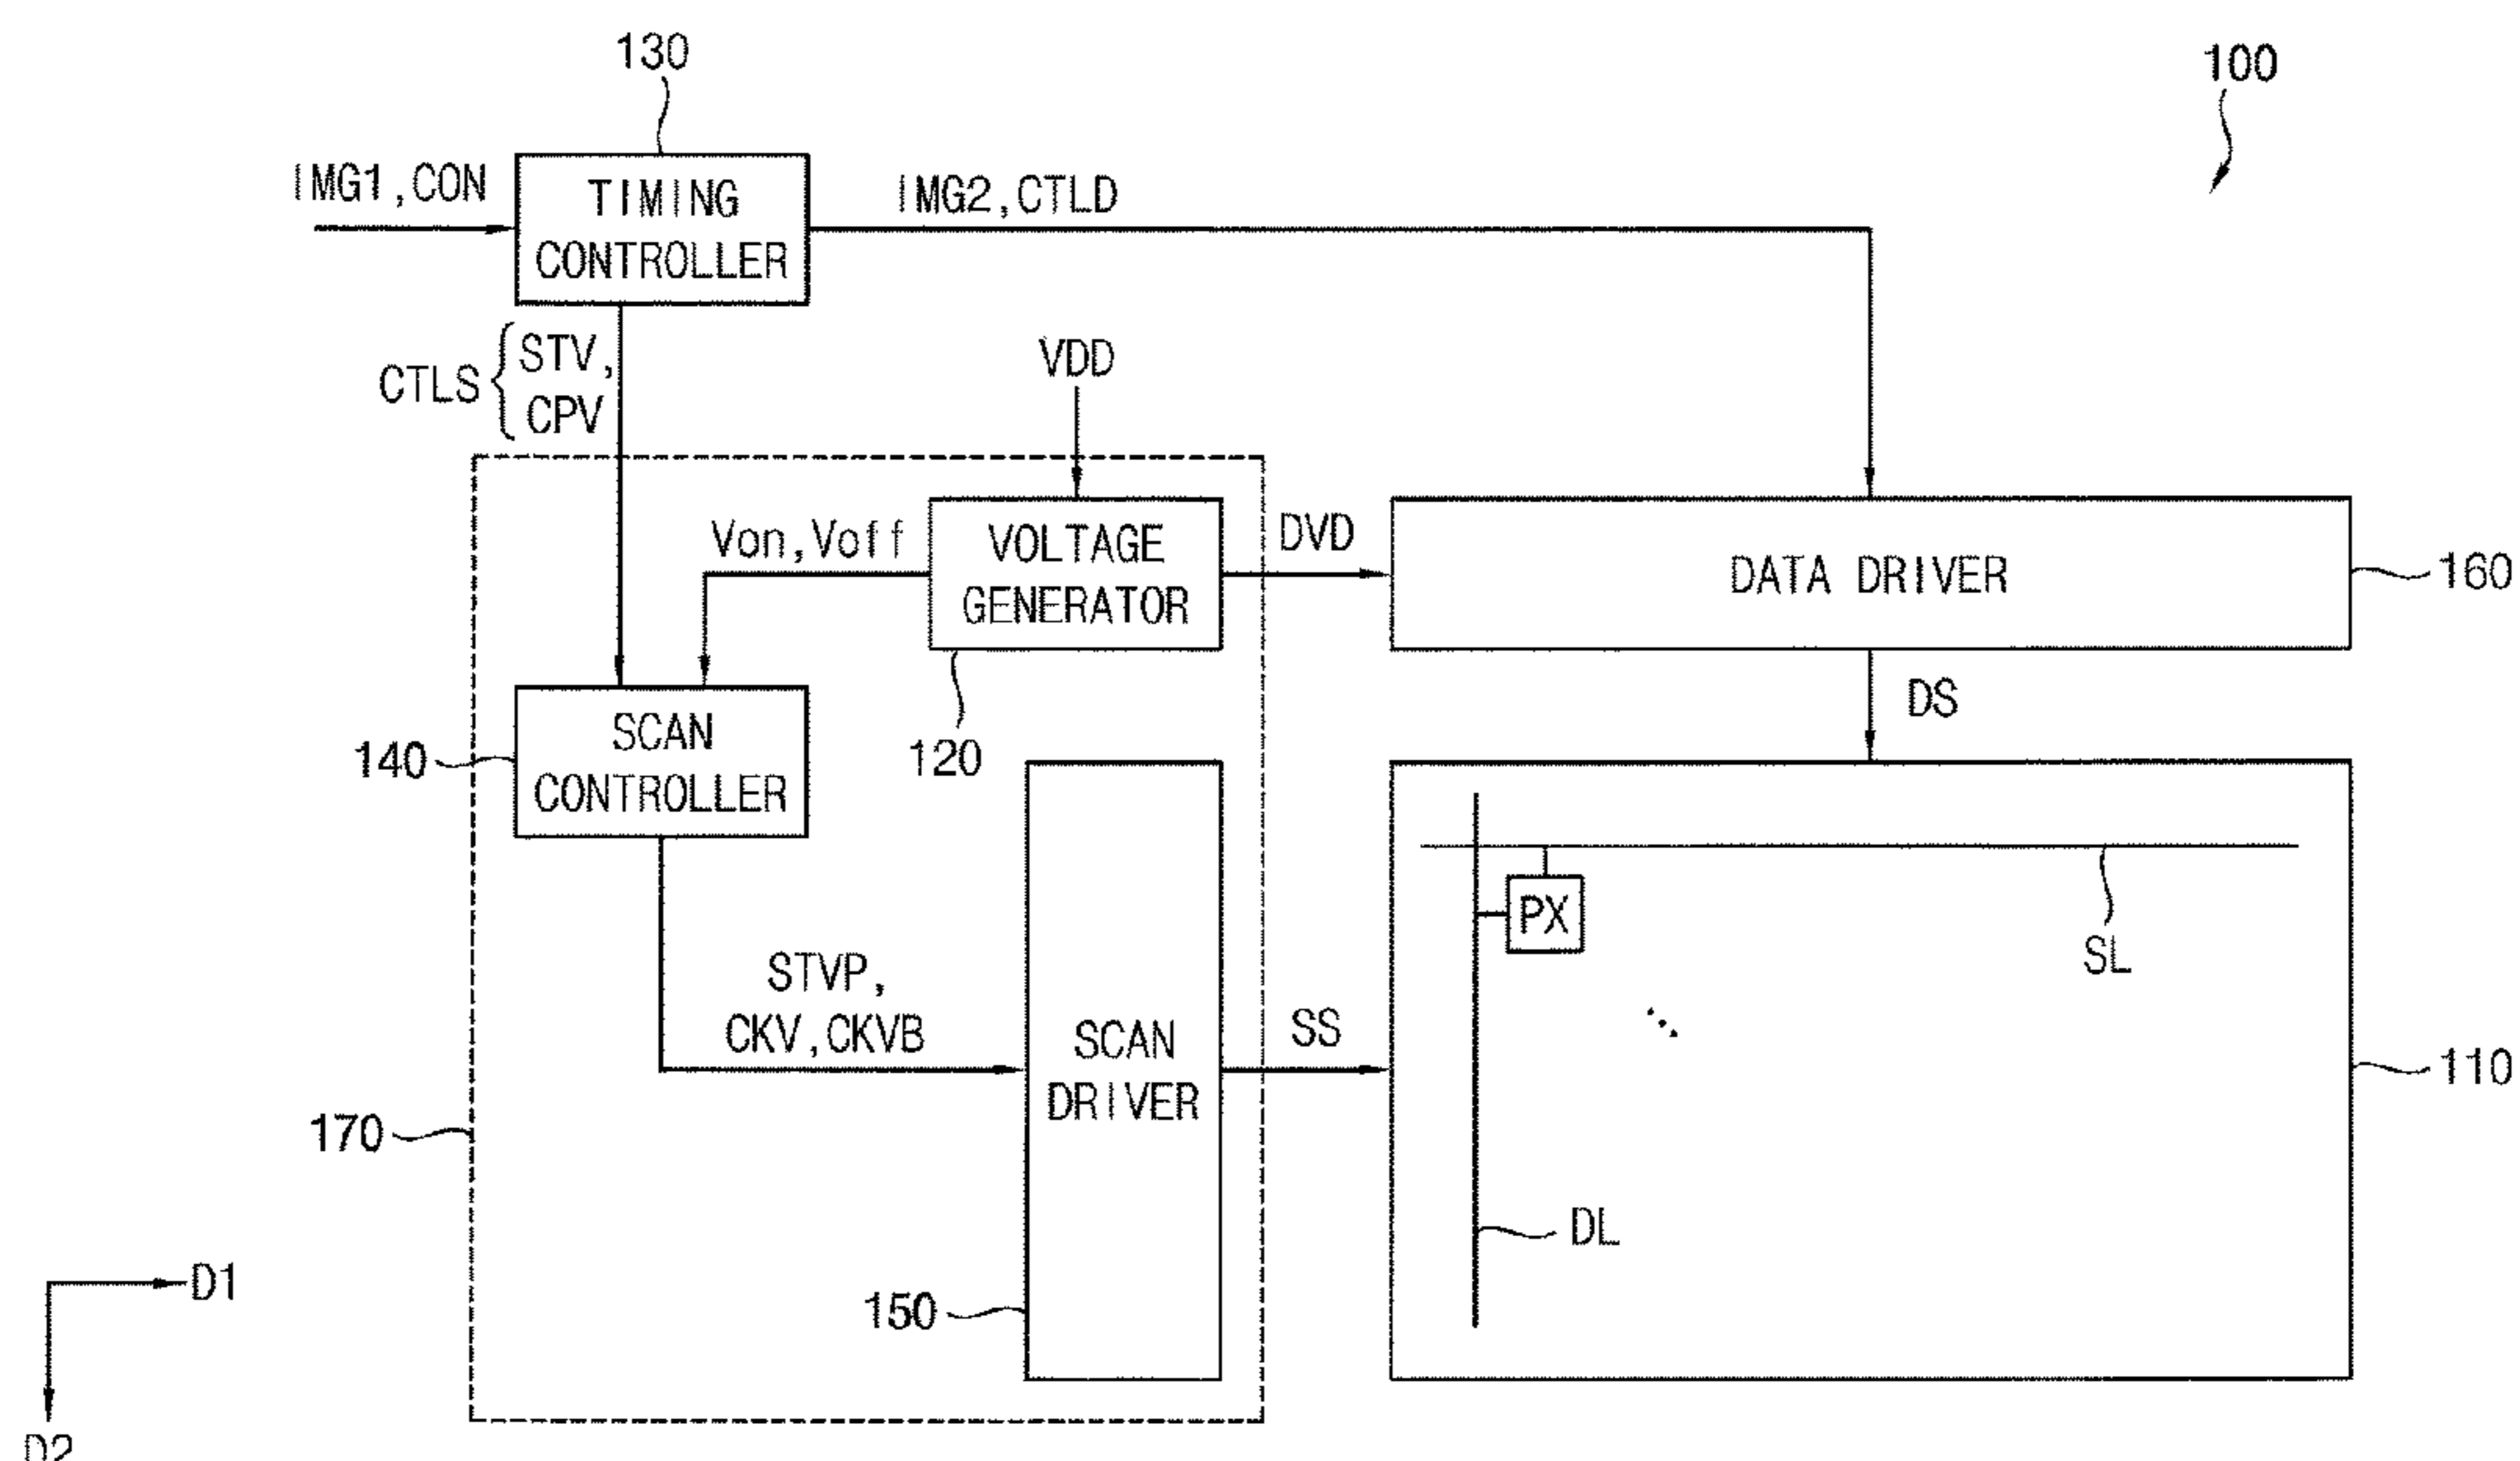 130
100
IMG1,CON
TIMING
CONTROLLER
IMG2,CTLD
CTLS
STV,
CPV
VDD
Von,Voff
VOLTAGE
GENERATOR
DVD
DATA DRIVER
160
120
DS
140
SCAN
CONTROLLER
PX
SL
STVP,
CKV,CKVB
SCAN
DRIVER
SS
110
170
DL
150
D1
D2